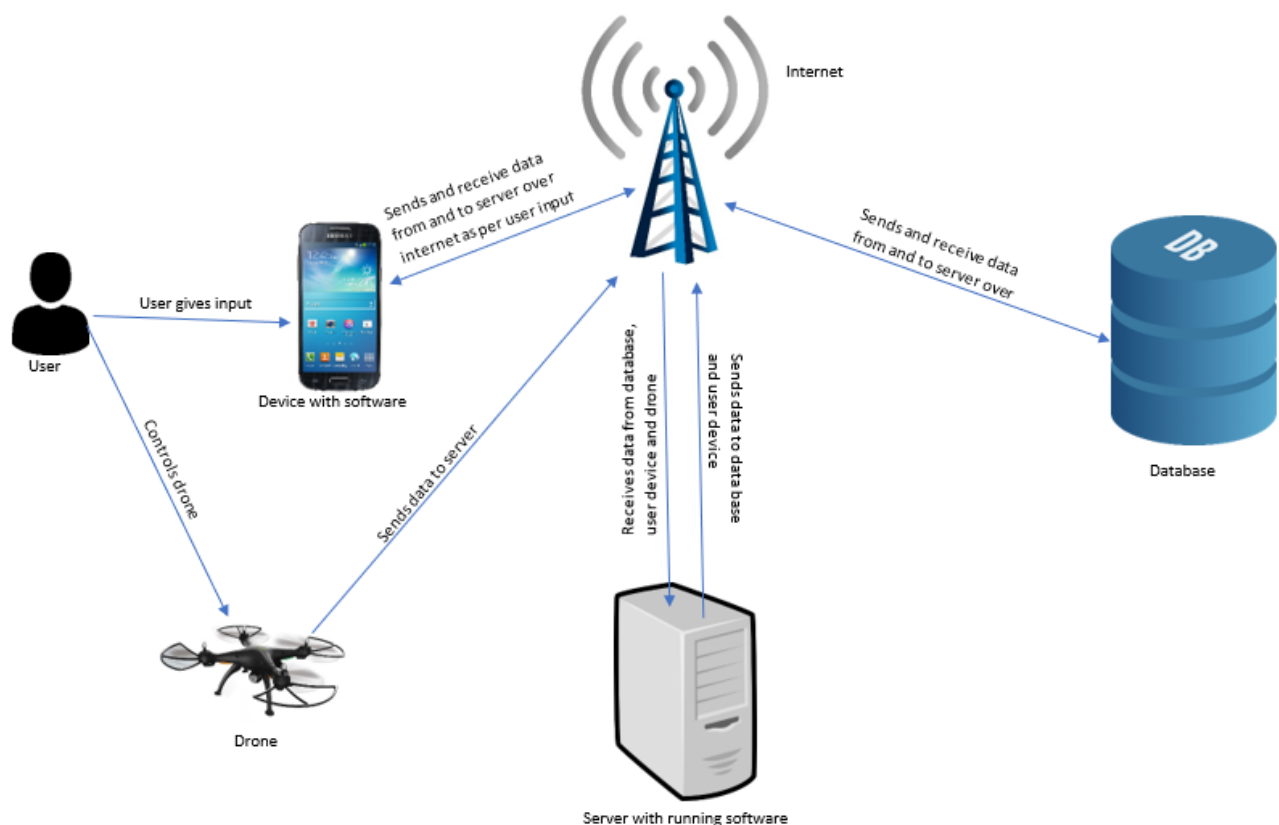 Internet
Sends and receive data
from and to server over
internet as per user input
Sends and receive data
from and to server over
DB
User gives input
User
Device with software
Controls drone
Sends data to server
Receives data from database,
user device and drone
Sends data to data base
and user device
Database
Drone
Server with running software